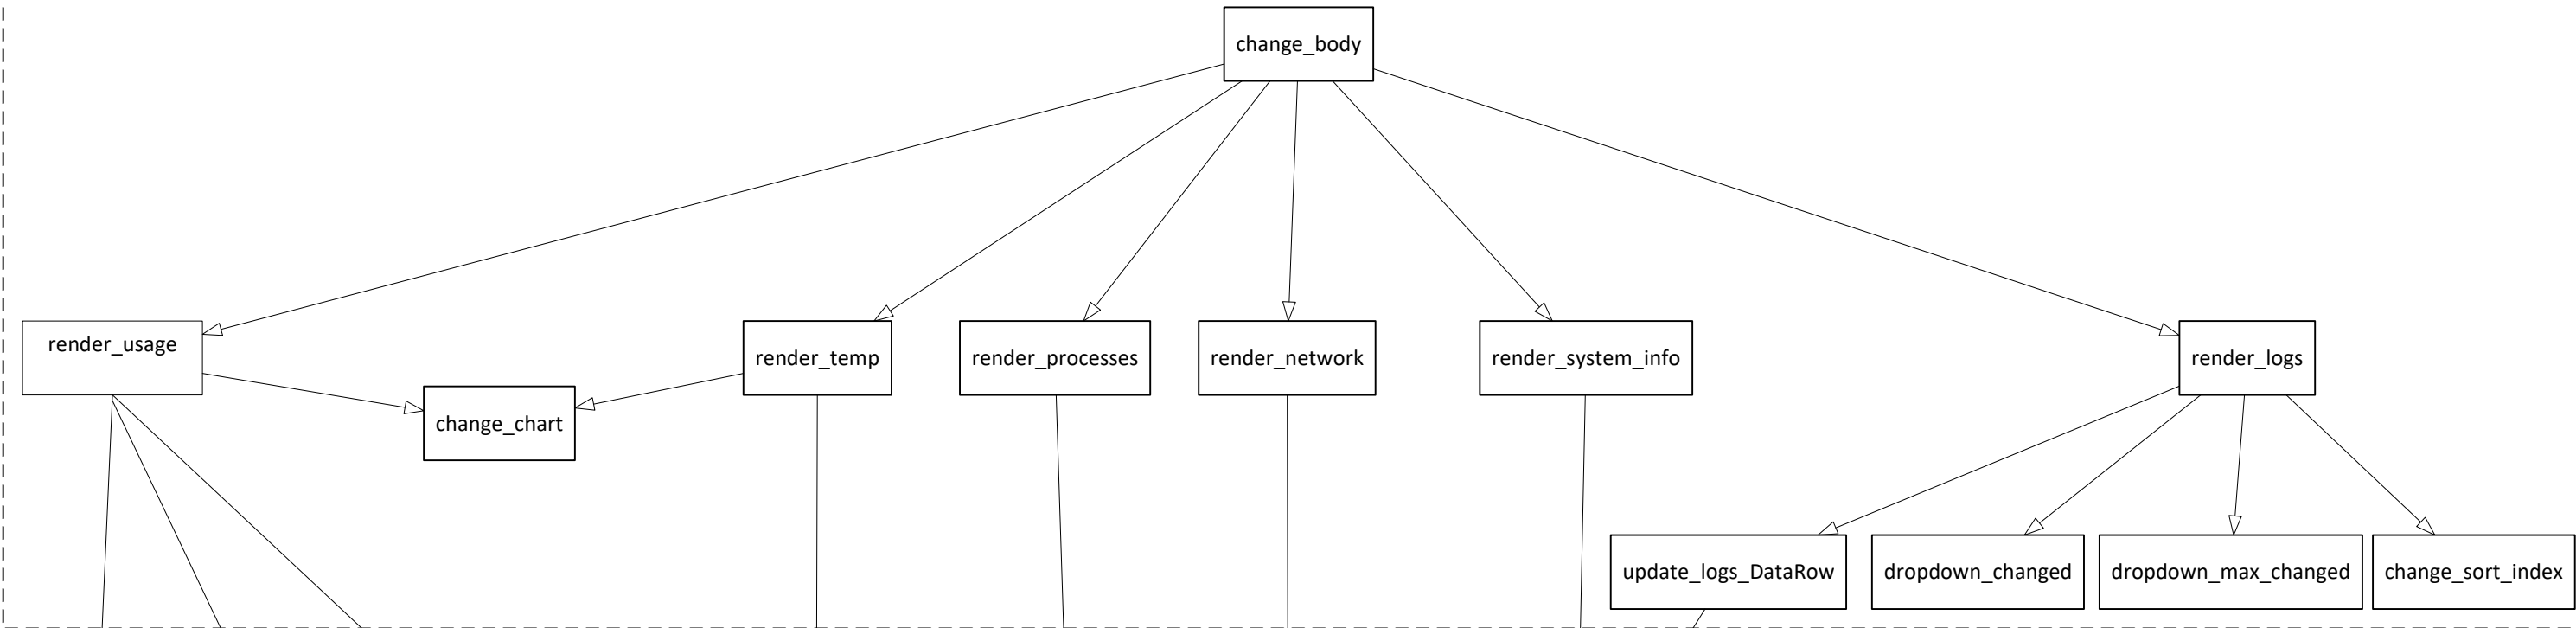 change_body
render_usage
render_temp
render_processes
render_network
render_system_info
render_logs
change_chart
update_logs_DataRow
dropdown_changed
dropdown_max_changed
change_sort_index